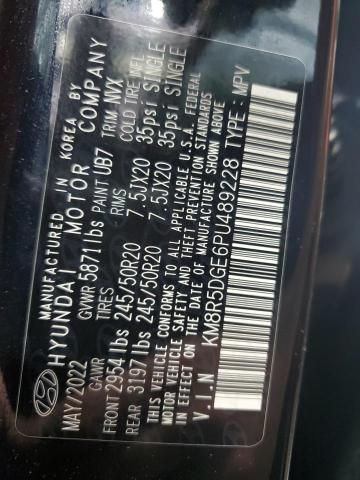 MANUFACTURED IN KOREA BY
HYUNDAI MOTOR COMPANY
MAY/2022 GVWR 5871 lbs PAINT UB7 TRIM NVX
GAWR TIRES RIMS COLD TIRE INFL.
FRONT 2954 lbs 245/50R20 7.5JX20 35psi SINGLE
REAR 3197 lbs 245/50R20 7.5JX20 35psi SINGLE
THIS VEHICLE CONFORMS TO ALL APPLICABLE U.S.A. FEDERAL
MOTOR VEHICLE SAFETY AND THEFT PREVENTION STANDARDS
IN EFFECT ON THE DATE OF MANUFACTURE SHOWN ABOVE.
V.I.N KM8R5DGE6PU489228 TYPE: MPV